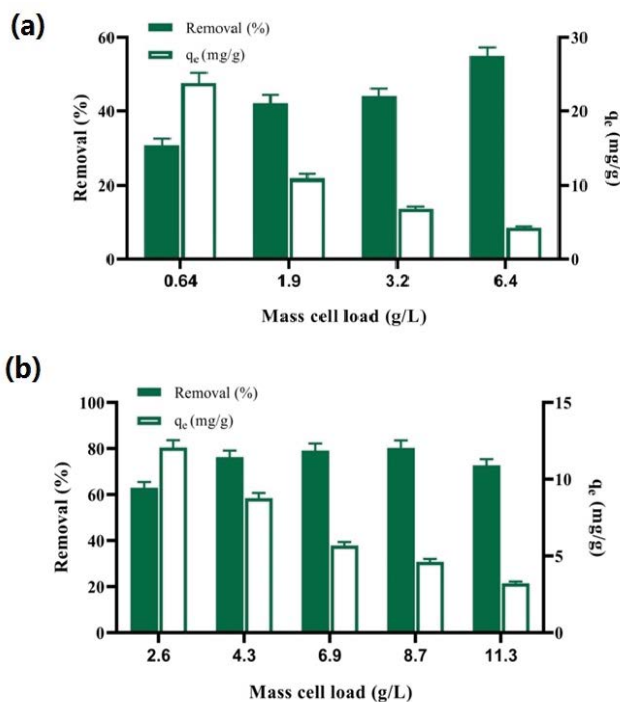 (a)
Removal (%)
qe (mg/g)
60
40
20
0
Removal (%)
30
20
10
0
qe (mg/g)
0.64 1.9 3.2 6.4
Mass cell load (g/L)
(b)
Removal (%)
qe (mg/g)
100
80
60
40
20
0
Removal (%)
15
10
5
0
qe (mg/g)
2.6 4.3 6.9 8.7 11.3
Mass cell load (g/L)